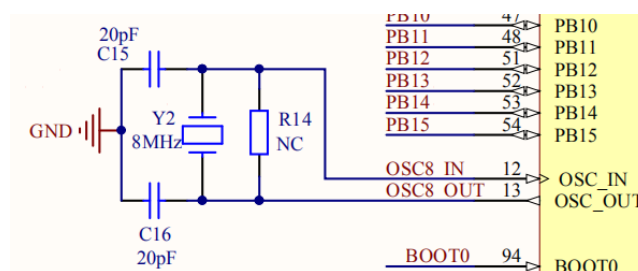 20pF
C15
GND
Y2
8MHz
R14
NC
C16
20pF
PB10 47 PB10
PB11 48 PB11
PB12 51 PB12
PB13 52 PB13
PB14 53 PB14
PB15 54 PB15
OSC8_IN 12 OSC_IN
OSC8_OUT 13 OSC_OUT
BOOT0 94 BOOT0